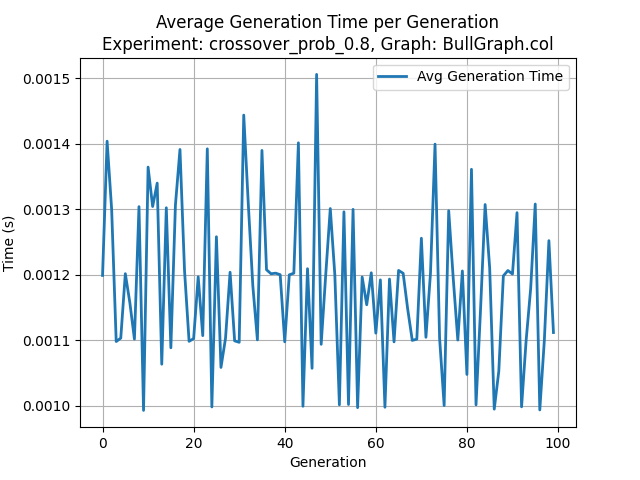 Average Generation Time per Generation
Experiment: crossover_prob_0.8, Graph: BullGraph.col
Avg Generation Time
Time (s)
0.0015
0.0014
0.0013
0.0012
0.0011
0.0010
0
20
40
60
80
100
Generation